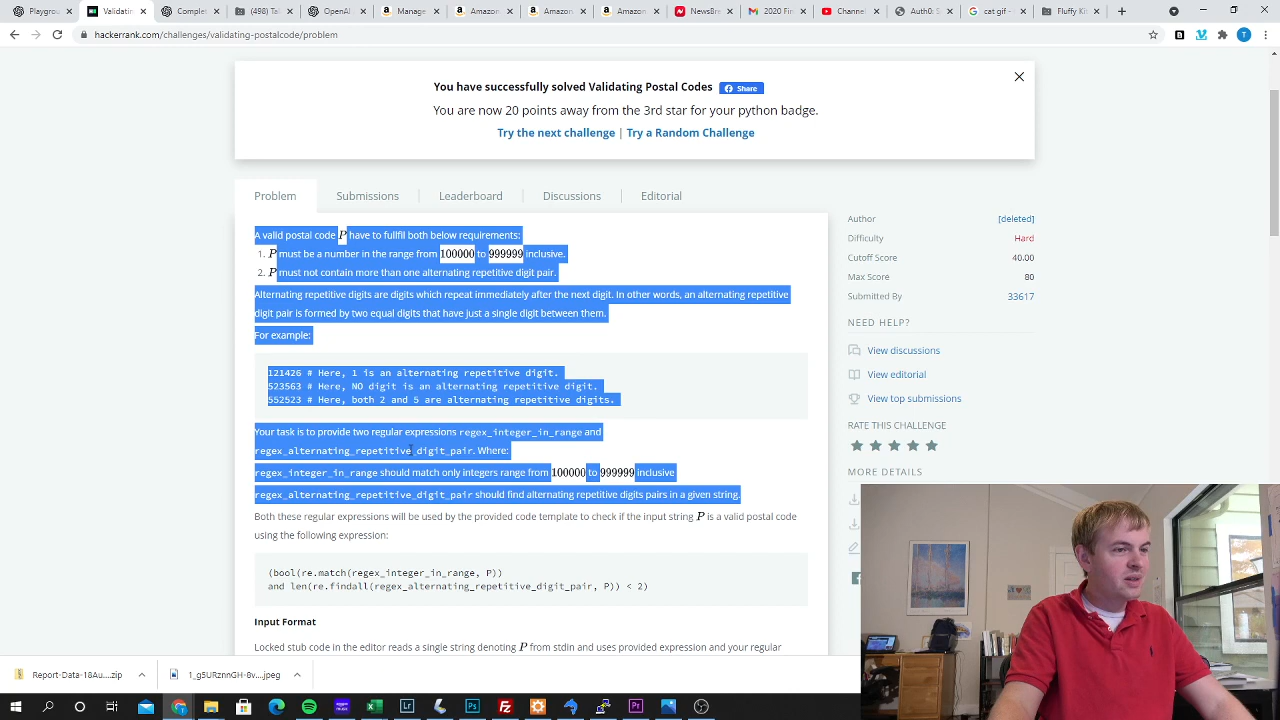 Playgrou
Validatin
Complet
(498) Tal
OpenAI
Manage
Amazon
Amazon
Amazon
NewsBre
2020 Fin
Channel
Auth0: S
cat gif -
Fluffy Kit
hackerrank.com/challenges/validating-postalcode/problem
T
You have successfully solved Validating Postal Codes
Share
You are now 20 points away from the 3rd star for your python badge.
Try the next challenge | Try a Random Challenge
Problem
Submissions
Leaderboard
Discussions
Editorial
A valid postal code P have to fullfil both below requirements:
1. P must be a number in the range from 100000 to 999999 inclusive.
2. P must not contain more than one alternating repetitive digit pair.
Alternating repetitive digits are digits which repeat immediately after the next digit. In other words, an alternating repetitive
digit pair is formed by two equal digits that have just a single digit between them.
For example:
121426 # Here, 1 is an alternating repetitive digit.
523563 # Here, NO digit is an alternating repetitive digit.
552523 # Here, both 2 and 5 are alternating repetitive digits.
Your task is to provide two regular expressions regex_integer_in_range and
regex_alternating_repetitive_digit_pair. Where:
regex_integer_in_range should match only integers range from 100000 to 999999 inclusive
regex_alternating_repetitive_digit_pair should find alternating repetitive digits pairs in a given string.
Both these regular expressions will be used by the provided code template to check if the input string P is a valid postal code
using the following expression:
(bool(re.match(regex_integer_in_range, P))
and len(re.findall(regex_alternating_repetitive_digit_pair, P)) < 2)
Input Format
Locked stub code in the editor reads a single string denoting P from stdin and uses provided expression and your regular
Author [deleted]
Difficulty Hard
Cutoff Score 40.00
Max Score 80
Submitted By 33617
NEED HELP?
View discussions
View editorial
View top submissions
RATE THIS CHALLENGE
MORE DETAILS
Report-Data-18Au....zip
1_g5URznnGH-8v....jpeg